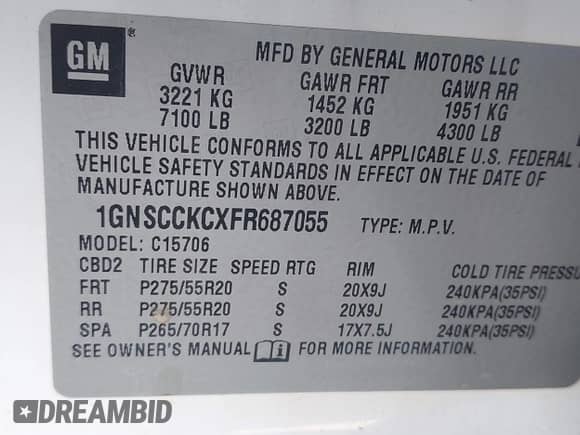 GM ®
MFD BY GENERAL MOTORS LLC
GVWR GAWR FRT GAWR RR
3221 KG 1452 KG 1951 KG
7100 LB 3200 LB 4300 LB
THIS VEHICLE CONFORMS TO ALL APPLICABLE U.S. FEDERAL
VEHICLE SAFETY STANDARDS IN EFFECT ON THE DATE OF
MANUFACTURE SHOWN ABOVE.
1GNSCCKCXFR687055 TYPE: M.P.V.
MODEL: C15706
CBD2 TIRE SIZE SPEED RTG RIM COLD TIRE PRESSU
FRT P275/55R20 S 20X9J 240KPA(35PSI)
RR P275/55R20 S 20X9J 240KPA(35PSI)
SPA P265/70R17 S 17X7.5J 240KPA(35PSI)
SEE OWNER'S MANUAL i FOR MORE INFORMATION.
DREAMBID